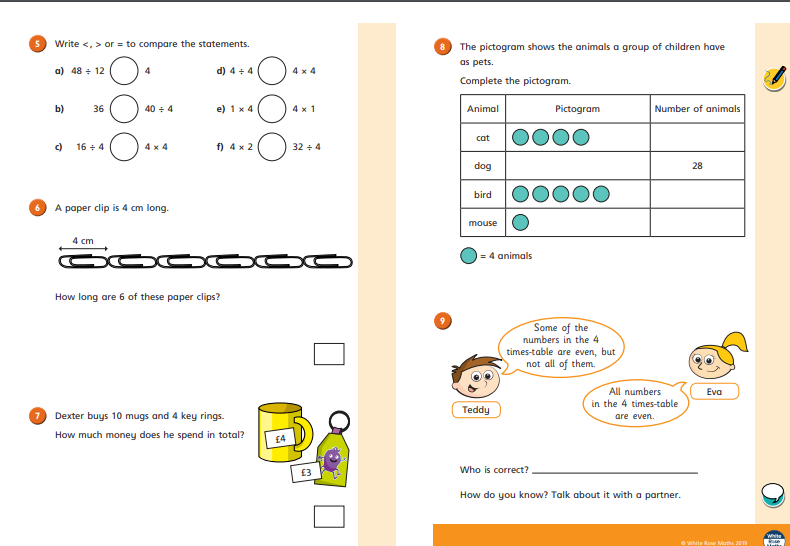 5 Write <, > or = to compare the statements.
a) 48 ÷ 12 4 d) 4 ÷ 4 4 × 4
b) 36 40 ÷ 4 e) 1 × 4 4 × 1
c) 16 ÷ 4 4 × 4 f) 4 × 2 32 ÷ 4
6 A paper clip is 4 cm long.
4 cm
How long are 6 of these paper clips?
7 Dexter buys 10 mugs and 4 key rings.
How much money does he spend in total?
£4
£3
8 The pictogram shows the animals a group of children have
as pets.
Complete the pictogram.
Animal Pictogram Number of animals
cat
dog 28
bird
mouse
= 4 animals
9
Some of the
numbers in the 4
times-table are even, but
not all of them.
Teddy
All numbers
in the 4 times-table
are even.
Eva
Who is correct?
How do you know? Talk about it with a partner.
© White Rose Maths 2019
White
Rose
Maths